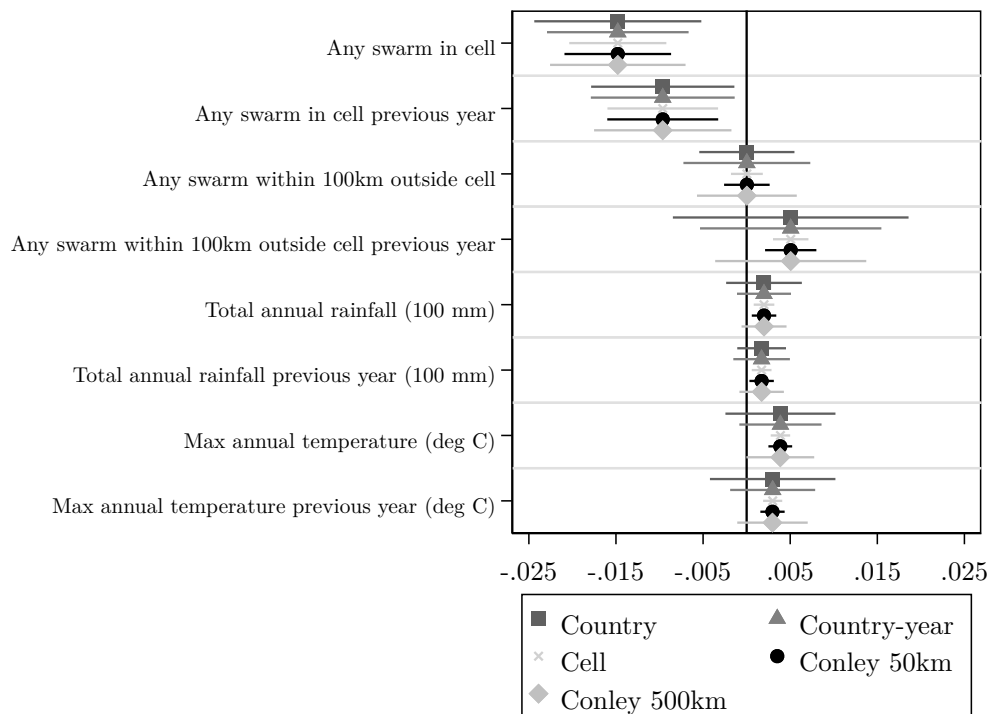 Any swarm in cell
Any swarm in cell previous year
Any swarm within 100km outside cell
Any swarm within 100km outside cell previous year
Total annual rainfall (100 mm)
Total annual rainfall previous year (100 mm)
Max annual temperature (deg C)
Max annual temperature previous year (deg C)
-.025 -.015 -.005 .005 .015 .025
Country Country-year
Cell Conley 50km
Conley 500km